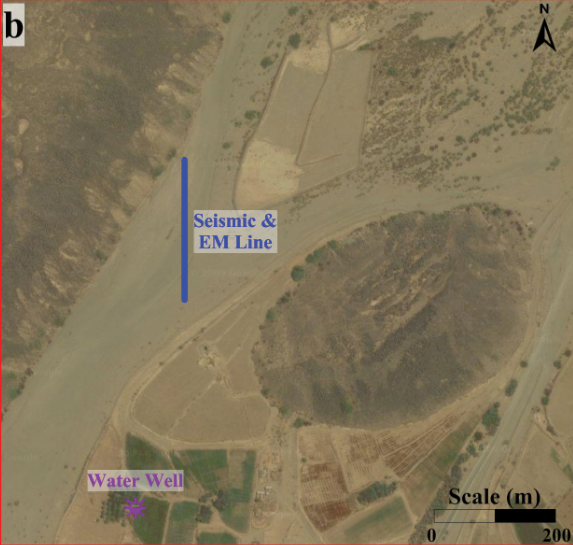 b
N
Seismic &
EM Line
Water Well
Scale (m)
0 200